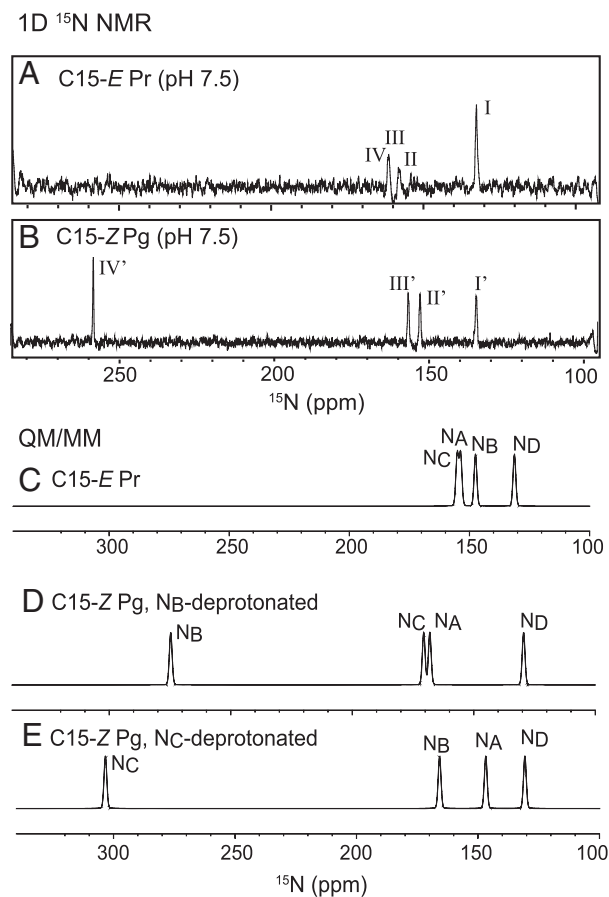 1D ¹⁵N NMR
A C15-E Pr (pH 7.5)
I
III
IV II
B C15-Z Pg (pH 7.5)
IV' III' II' I'
250 200 150 100
¹⁵N (ppm)
QM/MM
NC NA NB ND
C C15-E Pr
300 250 200 150 100
D C15-Z Pg, NB-deprotonated
NB NC NA ND
E C15-Z Pg, NC-deprotonated
NC NB NA ND
300 250 200 150 100
¹⁵N (ppm)